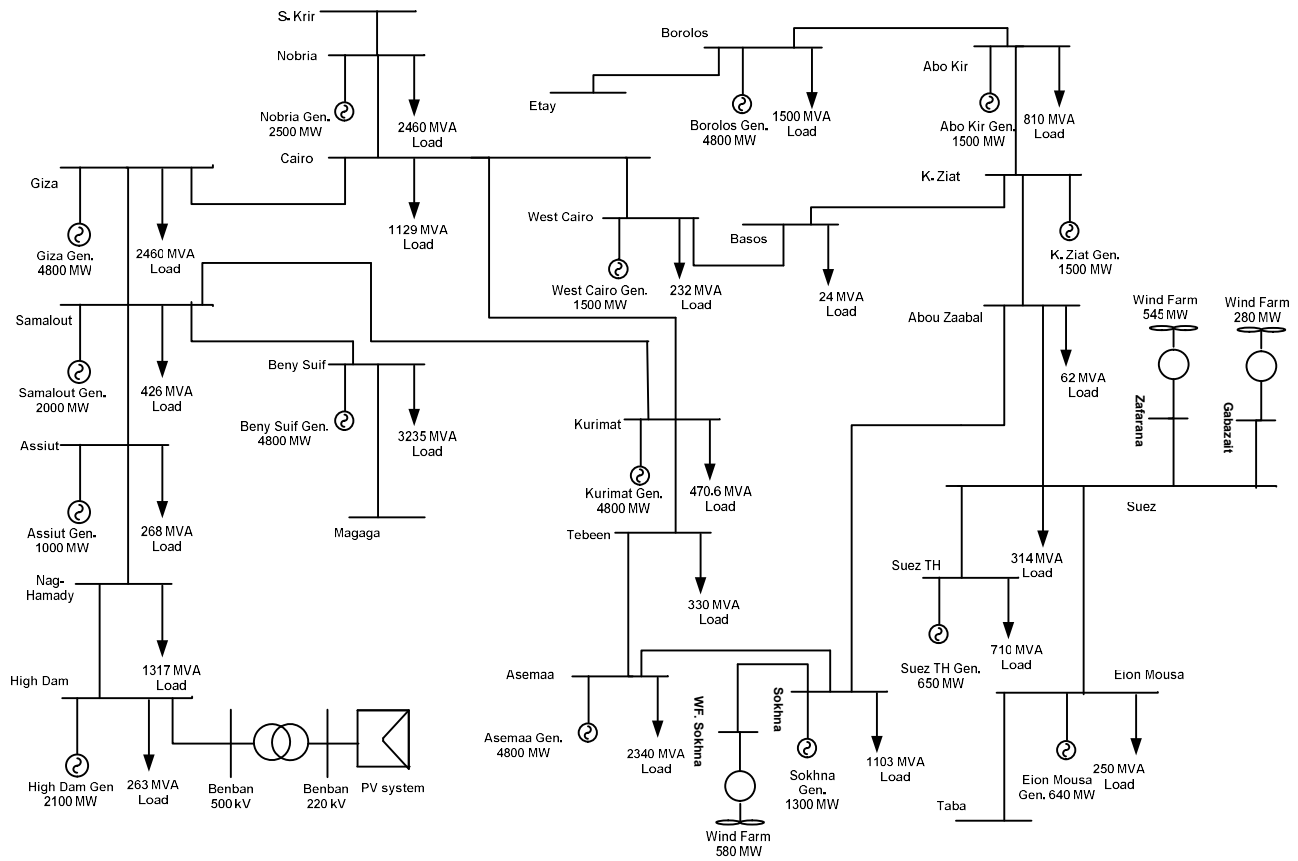 S. Krir
Nobria
Nobria Gen.
2500 MW
2460 MVA
Load
Cairo
1129 MVA
Load
Giza
Giza Gen.
4800 MW
2460 MVA
Load
Samalout
Samalout Gen.
2000 MW
426 MVA
Load
Beny Suif
Beny Suif Gen.
4800 MW
3235 MVA
Load
Magaga
Assiut
Assiut Gen.
1000 MW
268 MVA
Load
Nag-
Hamady
1317 MVA
Load
High Dam
High Dam Gen
2100 MW
263 MVA
Load
Benban
500 kV
Benban
220 kV
PV system
Borolos
Etay
Borolos Gen.
4800 MW
1500 MVA
Load
Abo Kir
Abo Kir Gen.
1500 MW
810 MVA
Load
K. Ziat
K. Ziat Gen.
1500 MW
West Cairo
West Cairo Gen.
1500 MW
232 MVA
Load
Basos
24 MVA
Load
Abou Zaabal
62 MVA
Load
Wind Farm
545 MW
Wind Farm
280 MW
Zafarana
Gabazait
Kurimat
Kurimat Gen.
4800 MW
470.6 MVA
Load
Tebeen
330 MVA
Load
Suez
314 MVA
Load
Suez TH
Suez TH Gen.
650 MW
710 MVA
Load
Asemaa
Asemaa Gen.
4800 MW
2340 MVA
Load
WF. Sokhna
Wind Farm
580 MW
Sokhna
Sokhna
Gen.
1300 MW
1103 MVA
Load
Eion Mousa
Eion Mousa
Gen. 640 MW
250 MVA
Load
Taba